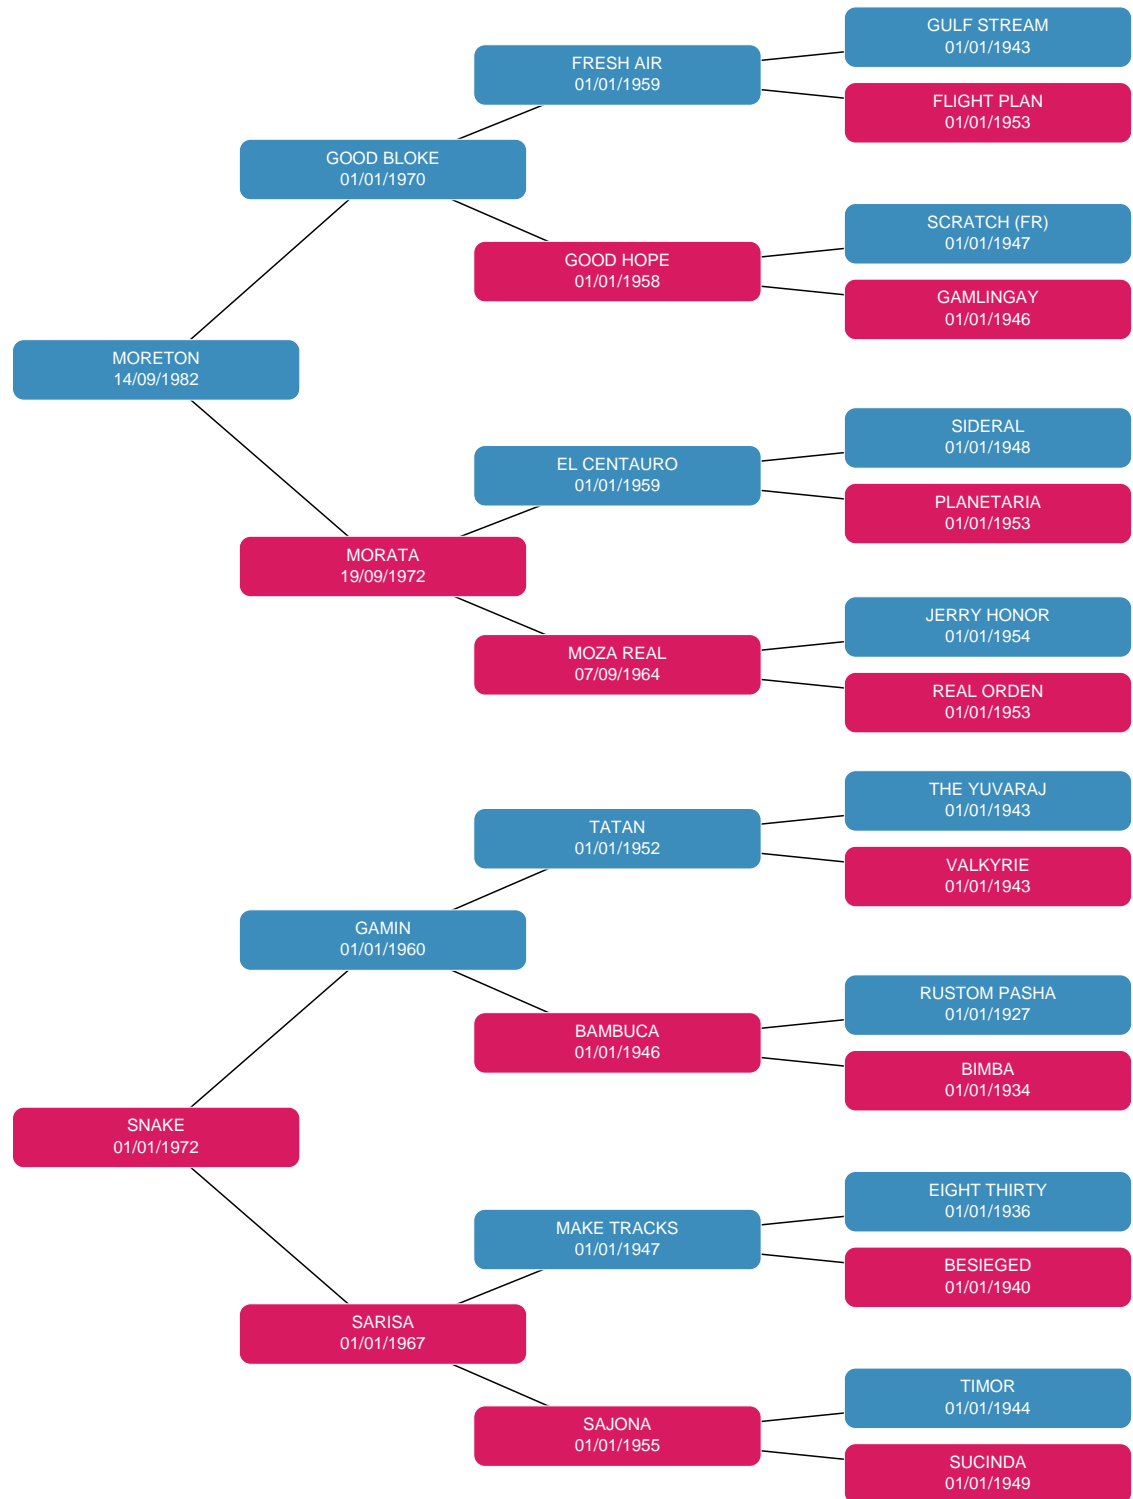 GULF STREAM
01/01/1943
FRESH AIR
01/01/1959
FLIGHT PLAN
01/01/1953
GOOD BLOKE
01/01/1970
SCRATCH (FR)
01/01/1947
GOOD HOPE
01/01/1958
GAMLINGAY
01/01/1946
MORETON
14/09/1982
SIDERAL
01/01/1948
EL CENTAURO
01/01/1959
PLANETARIA
01/01/1953
MORATA
19/09/1972
JERRY HONOR
01/01/1954
MOZA REAL
07/09/1964
REAL ORDEN
01/01/1953
THE YUVARAJ
01/01/1943
TATAN
01/01/1952
VALKYRIE
01/01/1943
GAMIN
01/01/1960
RUSTOM PASHA
01/01/1927
BAMBUCA
01/01/1946
BIMBA
01/01/1934
SNAKE
01/01/1972
EIGHT THIRTY
01/01/1936
MAKE TRACKS
01/01/1947
BESIEGED
01/01/1940
SARISA
01/01/1967
TIMOR
01/01/1944
SAJONA
01/01/1955
SUCINDA
01/01/1949